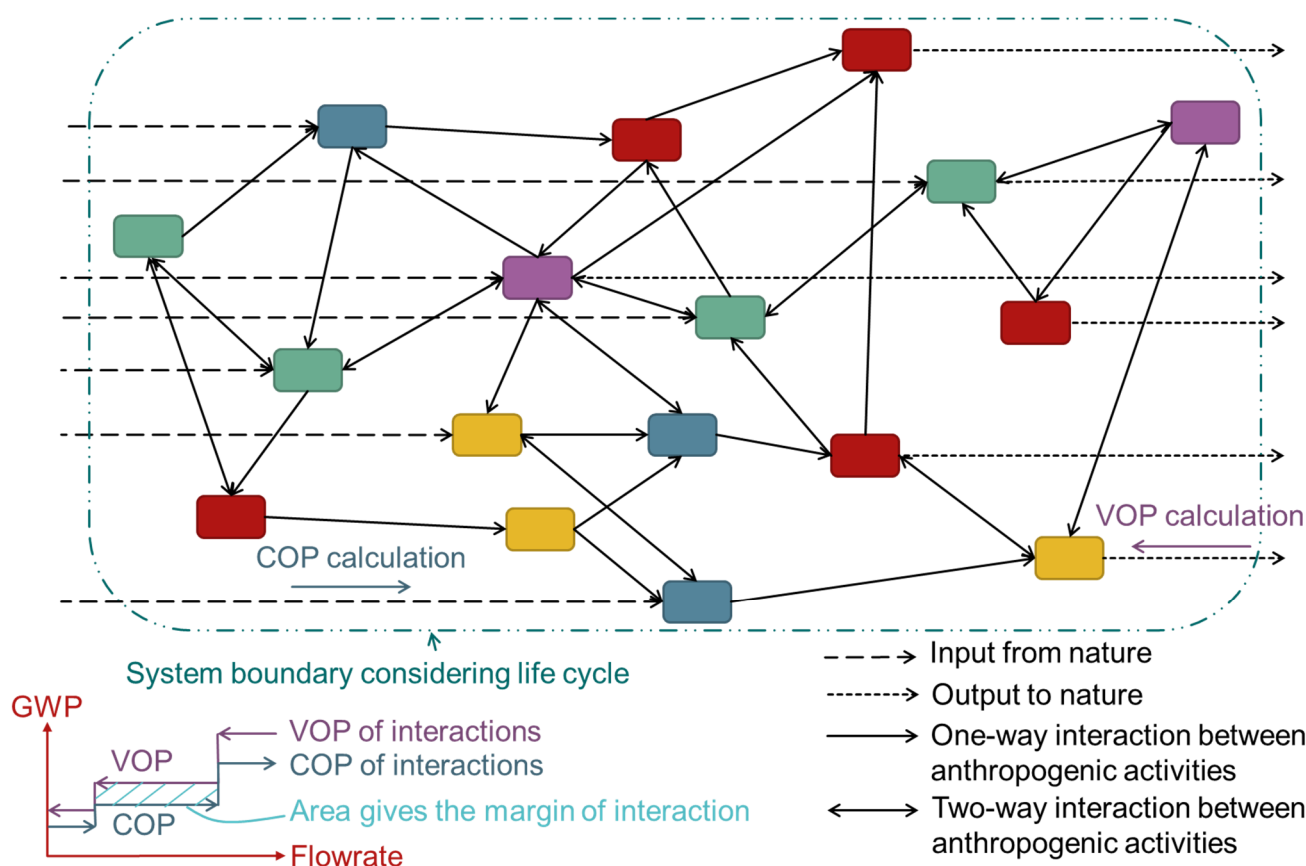 VOP calculation
COP calculation
System boundary considering life cycle
GWP
VOP
COP
Flowrate
VOP of interactions
COP of interactions
Area gives the margin of interaction
Input from nature
Output to nature
One-way interaction between
anthropogenic activities
Two-way interaction between
anthropogenic activities